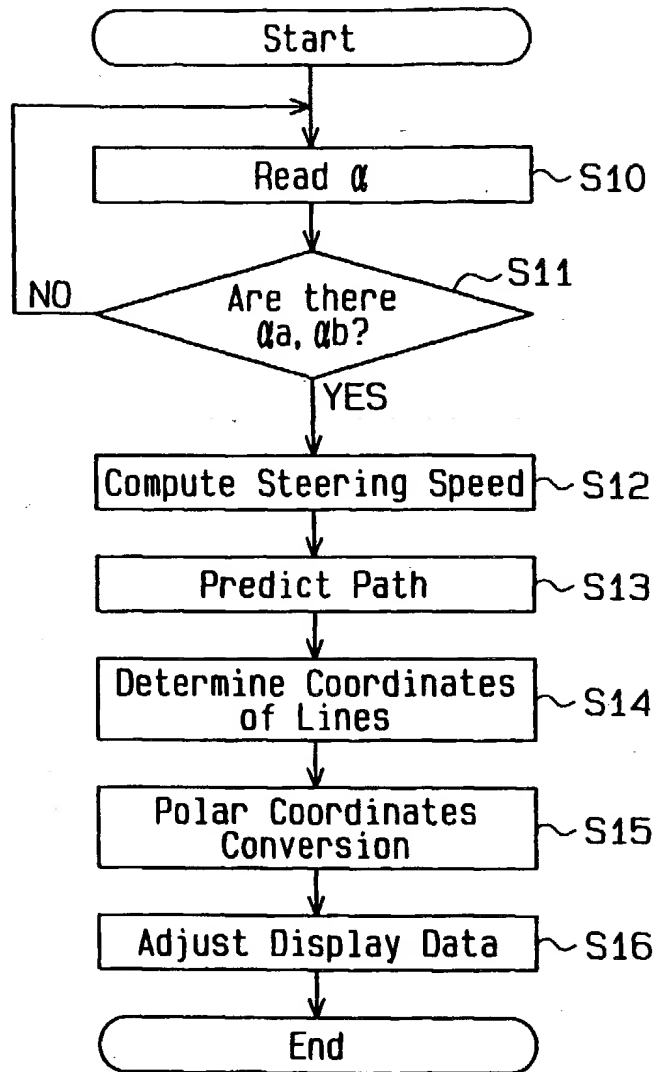 Start
Read α
S10
S11
Are there
αa, αb?
NO
YES
Compute Steering Speed
S12
Predict Path
S13
Determine Coordinates
of Lines
S14
Polar Coordinates
Conversion
S15
Adjust Display Data
S16
End